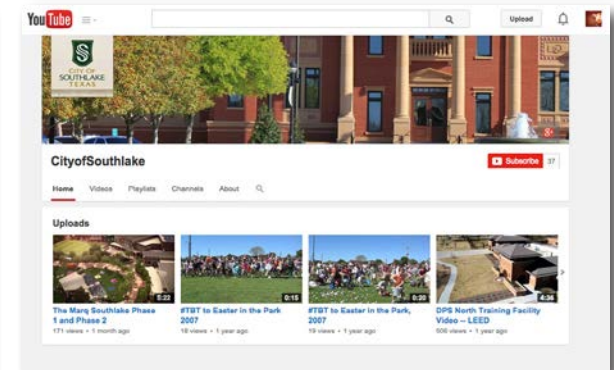 YouTube
Upload
S
CITY OF
SOUTHLAKE
TEXAS
g+
CityofSouthlake
Subscribe 37
Home Videos Playlists Channels About
Uploads
5:22 0:15 0:20 4:36
The Marq Southlake Phase
1 and Phase 2
171 views • 1 month ago
#TBT to Easter in the Park
2007
18 views • 1 year ago
#TBT to Easter in the Park,
2007
19 views • 1 year ago
DPS North Training Facility
Video -- LEED
506 views • 1 year ago